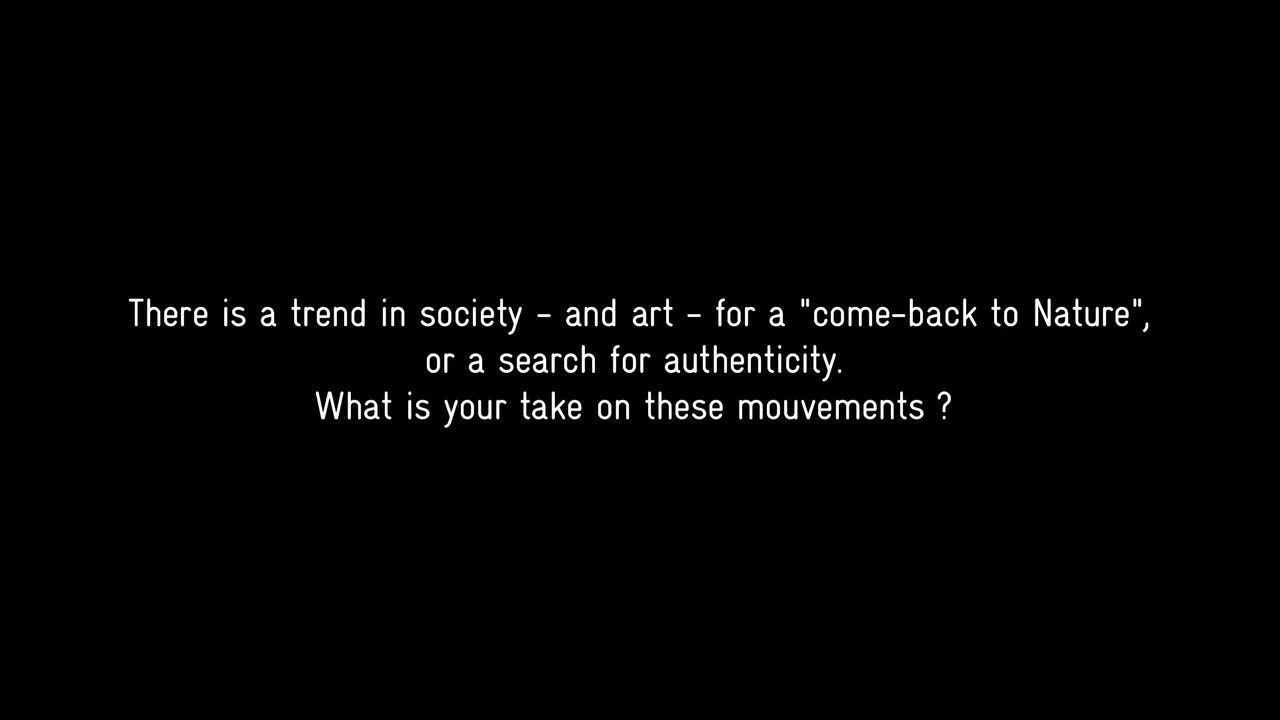 There is a trend in society - and art - for a "come-back to Nature",
or a search for authenticity.
What is your take on these mouvements ?